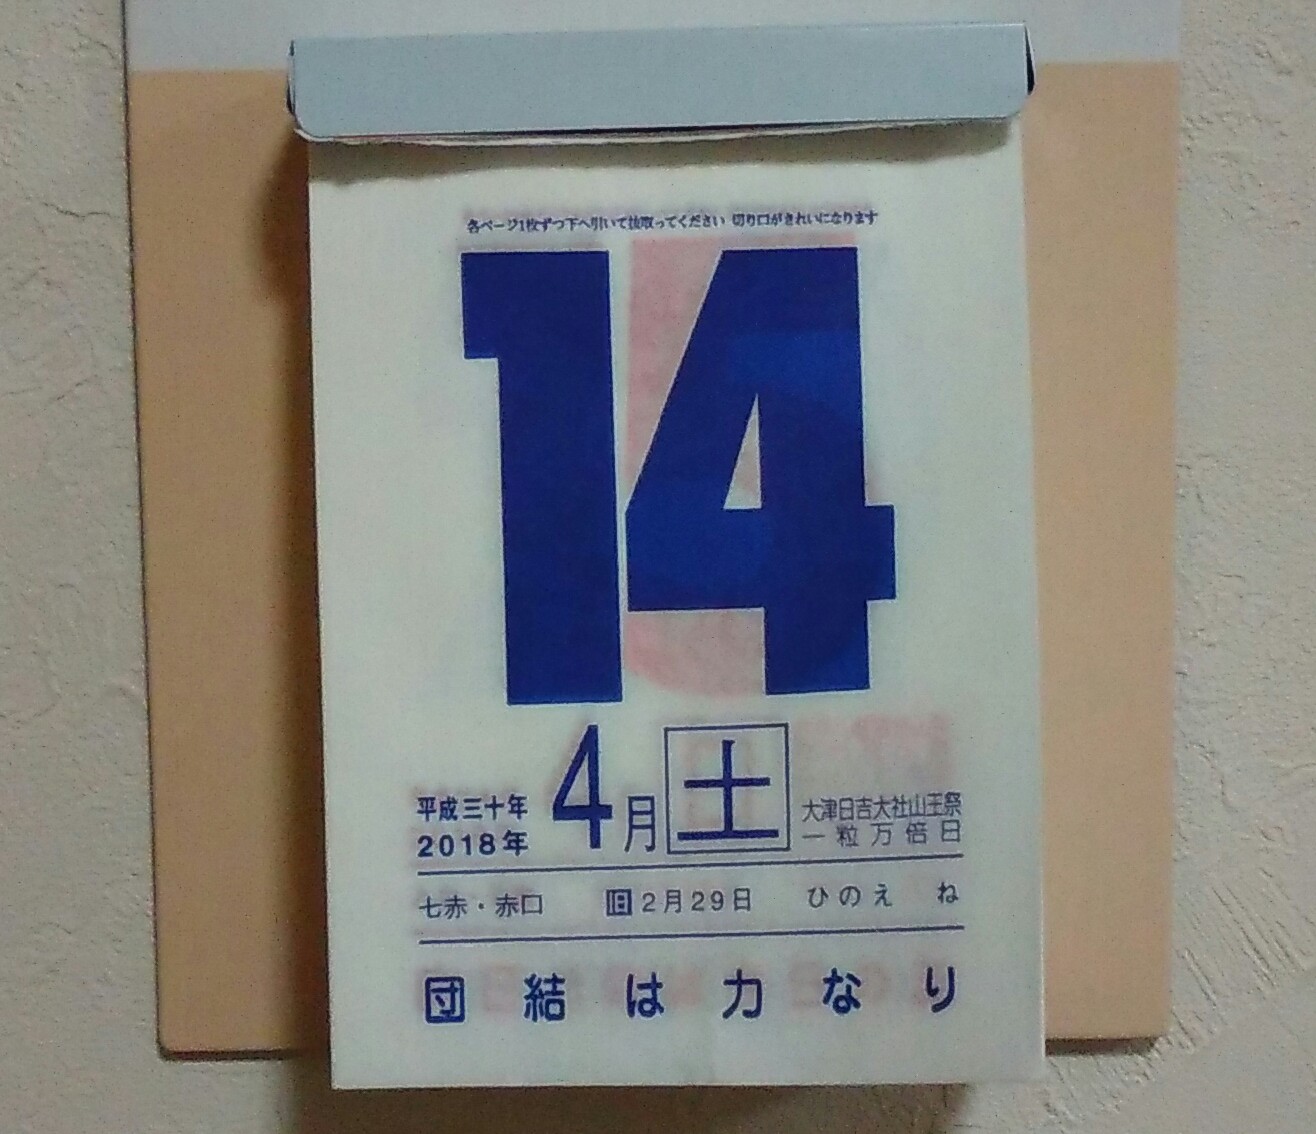 各ページ1枚ずつ下へ引いて抜取ってください 切り口がきれいになります
14
平成三十年
2018年
4月
土
大津日吉大社山王祭
一粒万倍日
七赤・赤口 旧2月29日 ひのえ ね
団結は力なり